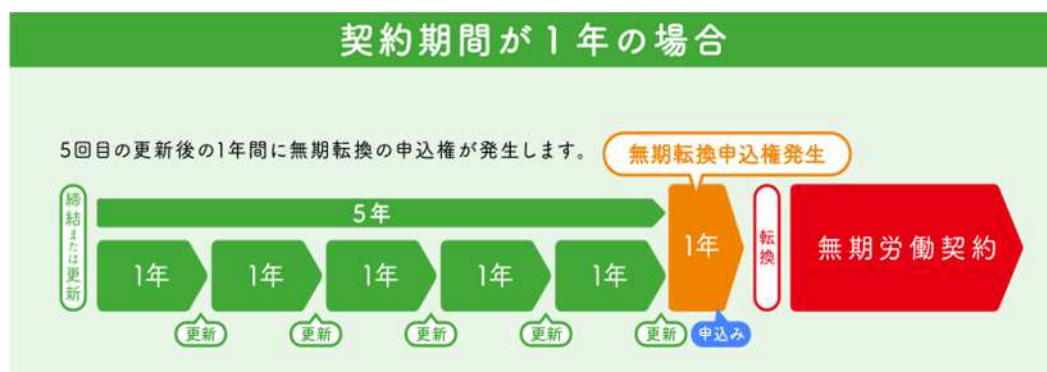 契約期間が1年の場合
5回目の更新後の1年間に無期転換の申込権が発生します。
無期転換申込権発生
締結または更新
5年
1年
1年
1年
1年
1年
1年
転換
無期労働契約
更新
更新
更新
更新
更新
申込み